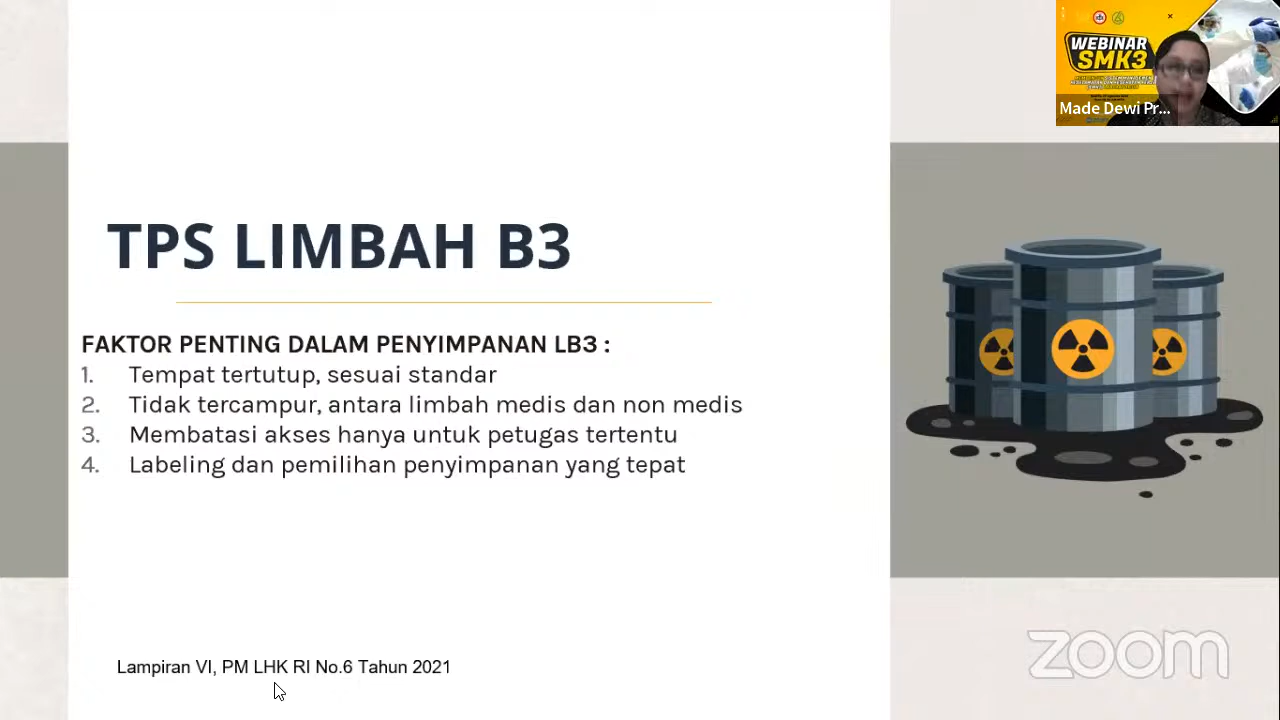 WEBINAR
SMK3
Made Dewi Pr...
TPS LIMBAH B3
FAKTOR PENTING DALAM PENYIMPANAN LB3 :
1. Tempat tertutup, sesuai standar
2. Tidak tercampur, antara limbah medis dan non medis
3. Membatasi akses hanya untuk petugas tertentu
4. Labeling dan pemilihan penyimpanan yang tepat
Lampiran VI, PM LHK RI No.6 Tahun 2021
zoom